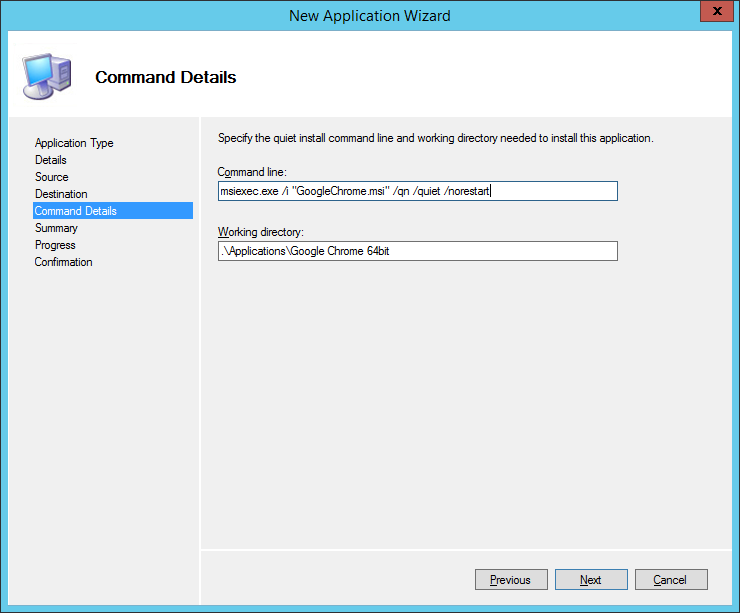 New Application Wizard
x
Command Details
Application Type
Details
Source
Destination
Command Details
Summary
Progress
Confirmation
Specify the quiet install command line and working directory needed to install this application.
Command line:
msiexec.exe /i "GoogleChrome.msi" /qn /quiet /norestart
Working directory:
.\Applications\Google Chrome 64bit
Previous
Next
Cancel